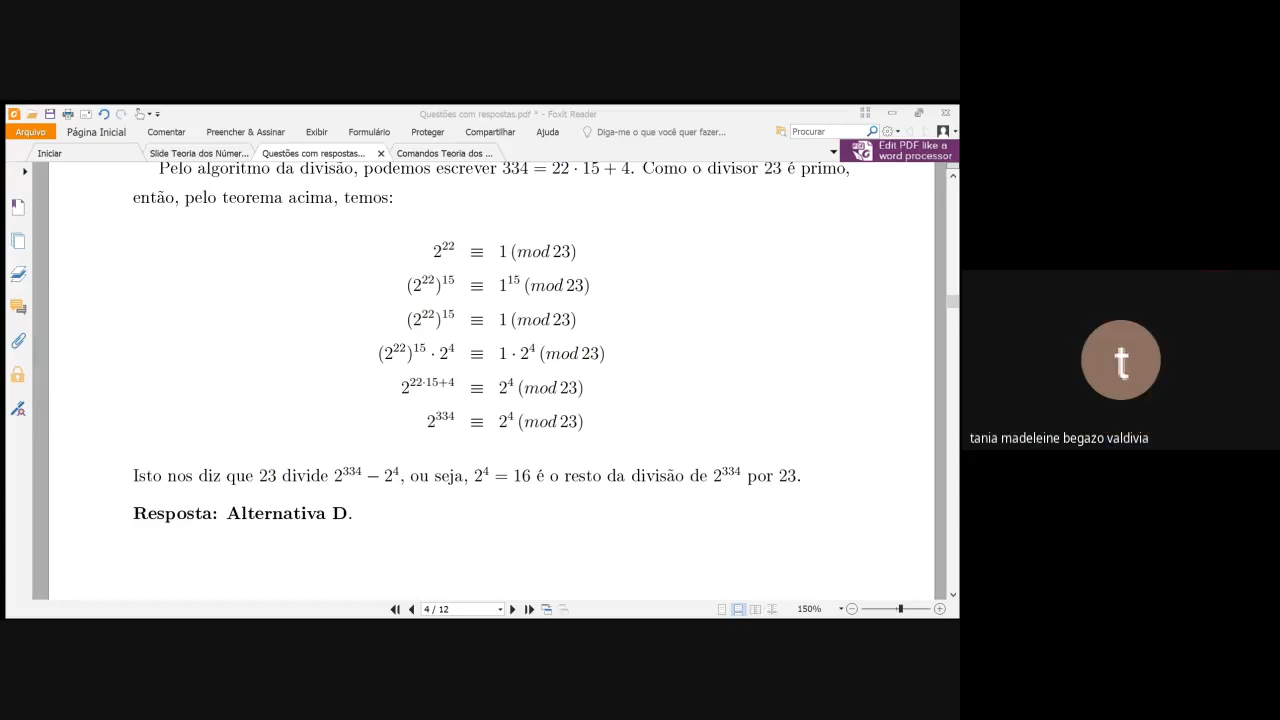 Questões com respostas.pdf * - Foxit Reader
Arquivo Página Inicial Comentar Preencher & Assinar Exibir Formulário Proteger Compartilhar Ajuda Diga-me o que você quer fazer... Procurar
Iniciar Slide Teoria dos Númer... Questões com respostas... Comandos Teoria dos ... Edit PDF like a
word processor
Pelo algoritmo da divisão, podemos escrever 334 = 22 · 15 + 4. Como o divisor 23 é primo,
então, pelo teorema acima, temos:
2²² ≡ 1 (mod 23)
(2²²)¹⁵ ≡ 1¹⁵ (mod 23)
(2²²)¹⁵ ≡ 1 (mod 23)
(2²²)¹⁵ · 2⁴ ≡ 1 · 2⁴ (mod 23)
2²²·¹⁵⁺⁴ ≡ 2⁴ (mod 23)
2³³⁴ ≡ 2⁴ (mod 23)
Isto nos diz que 23 divide 2³³⁴ − 2⁴, ou seja, 2⁴ = 16 é o resto da divisão de 2³³⁴ por 23.
Resposta: Alternativa D.
4 / 12 150%
t
tania madeleine begazo valdivia